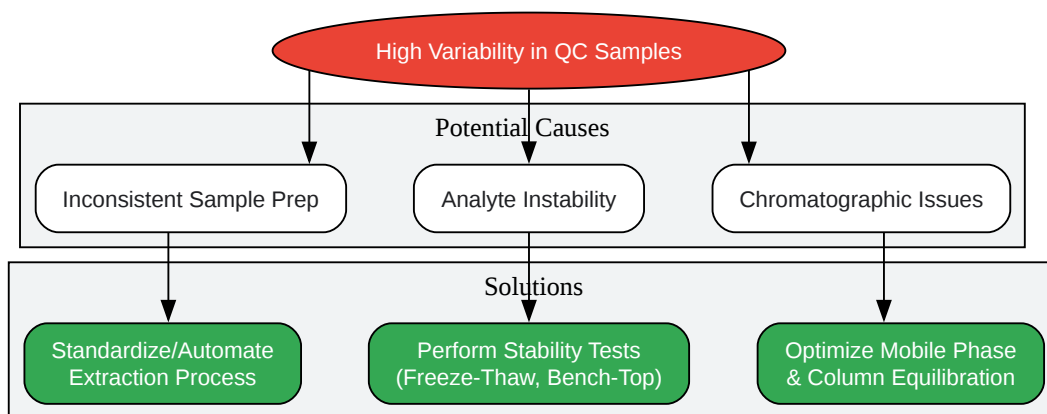 High Variability in QC Samples
Potential Causes
Inconsistent Sample Prep
Analyte Instability
Chromatographic Issues
Solutions
Standardize/Automate
Extraction Process
Perform Stability Tests
(Freeze-Thaw, Bench-Top)
Optimize Mobile Phase
& Column Equilibration